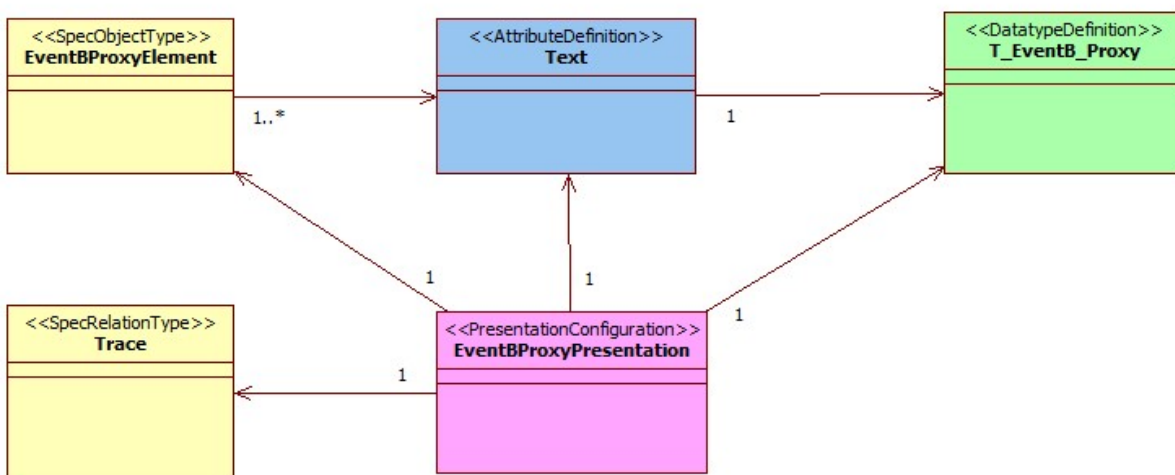 <<SpecObjectType>>
EventBProxyElement
<<AttributeDefinition>>
Text
<<DatatypeDefinition>>
T_EventB_Proxy
1..*
1
1
1
1
<<SpecRelationType>>
Trace
<<PresentationConfiguration>>
EventBProxyPresentation
1